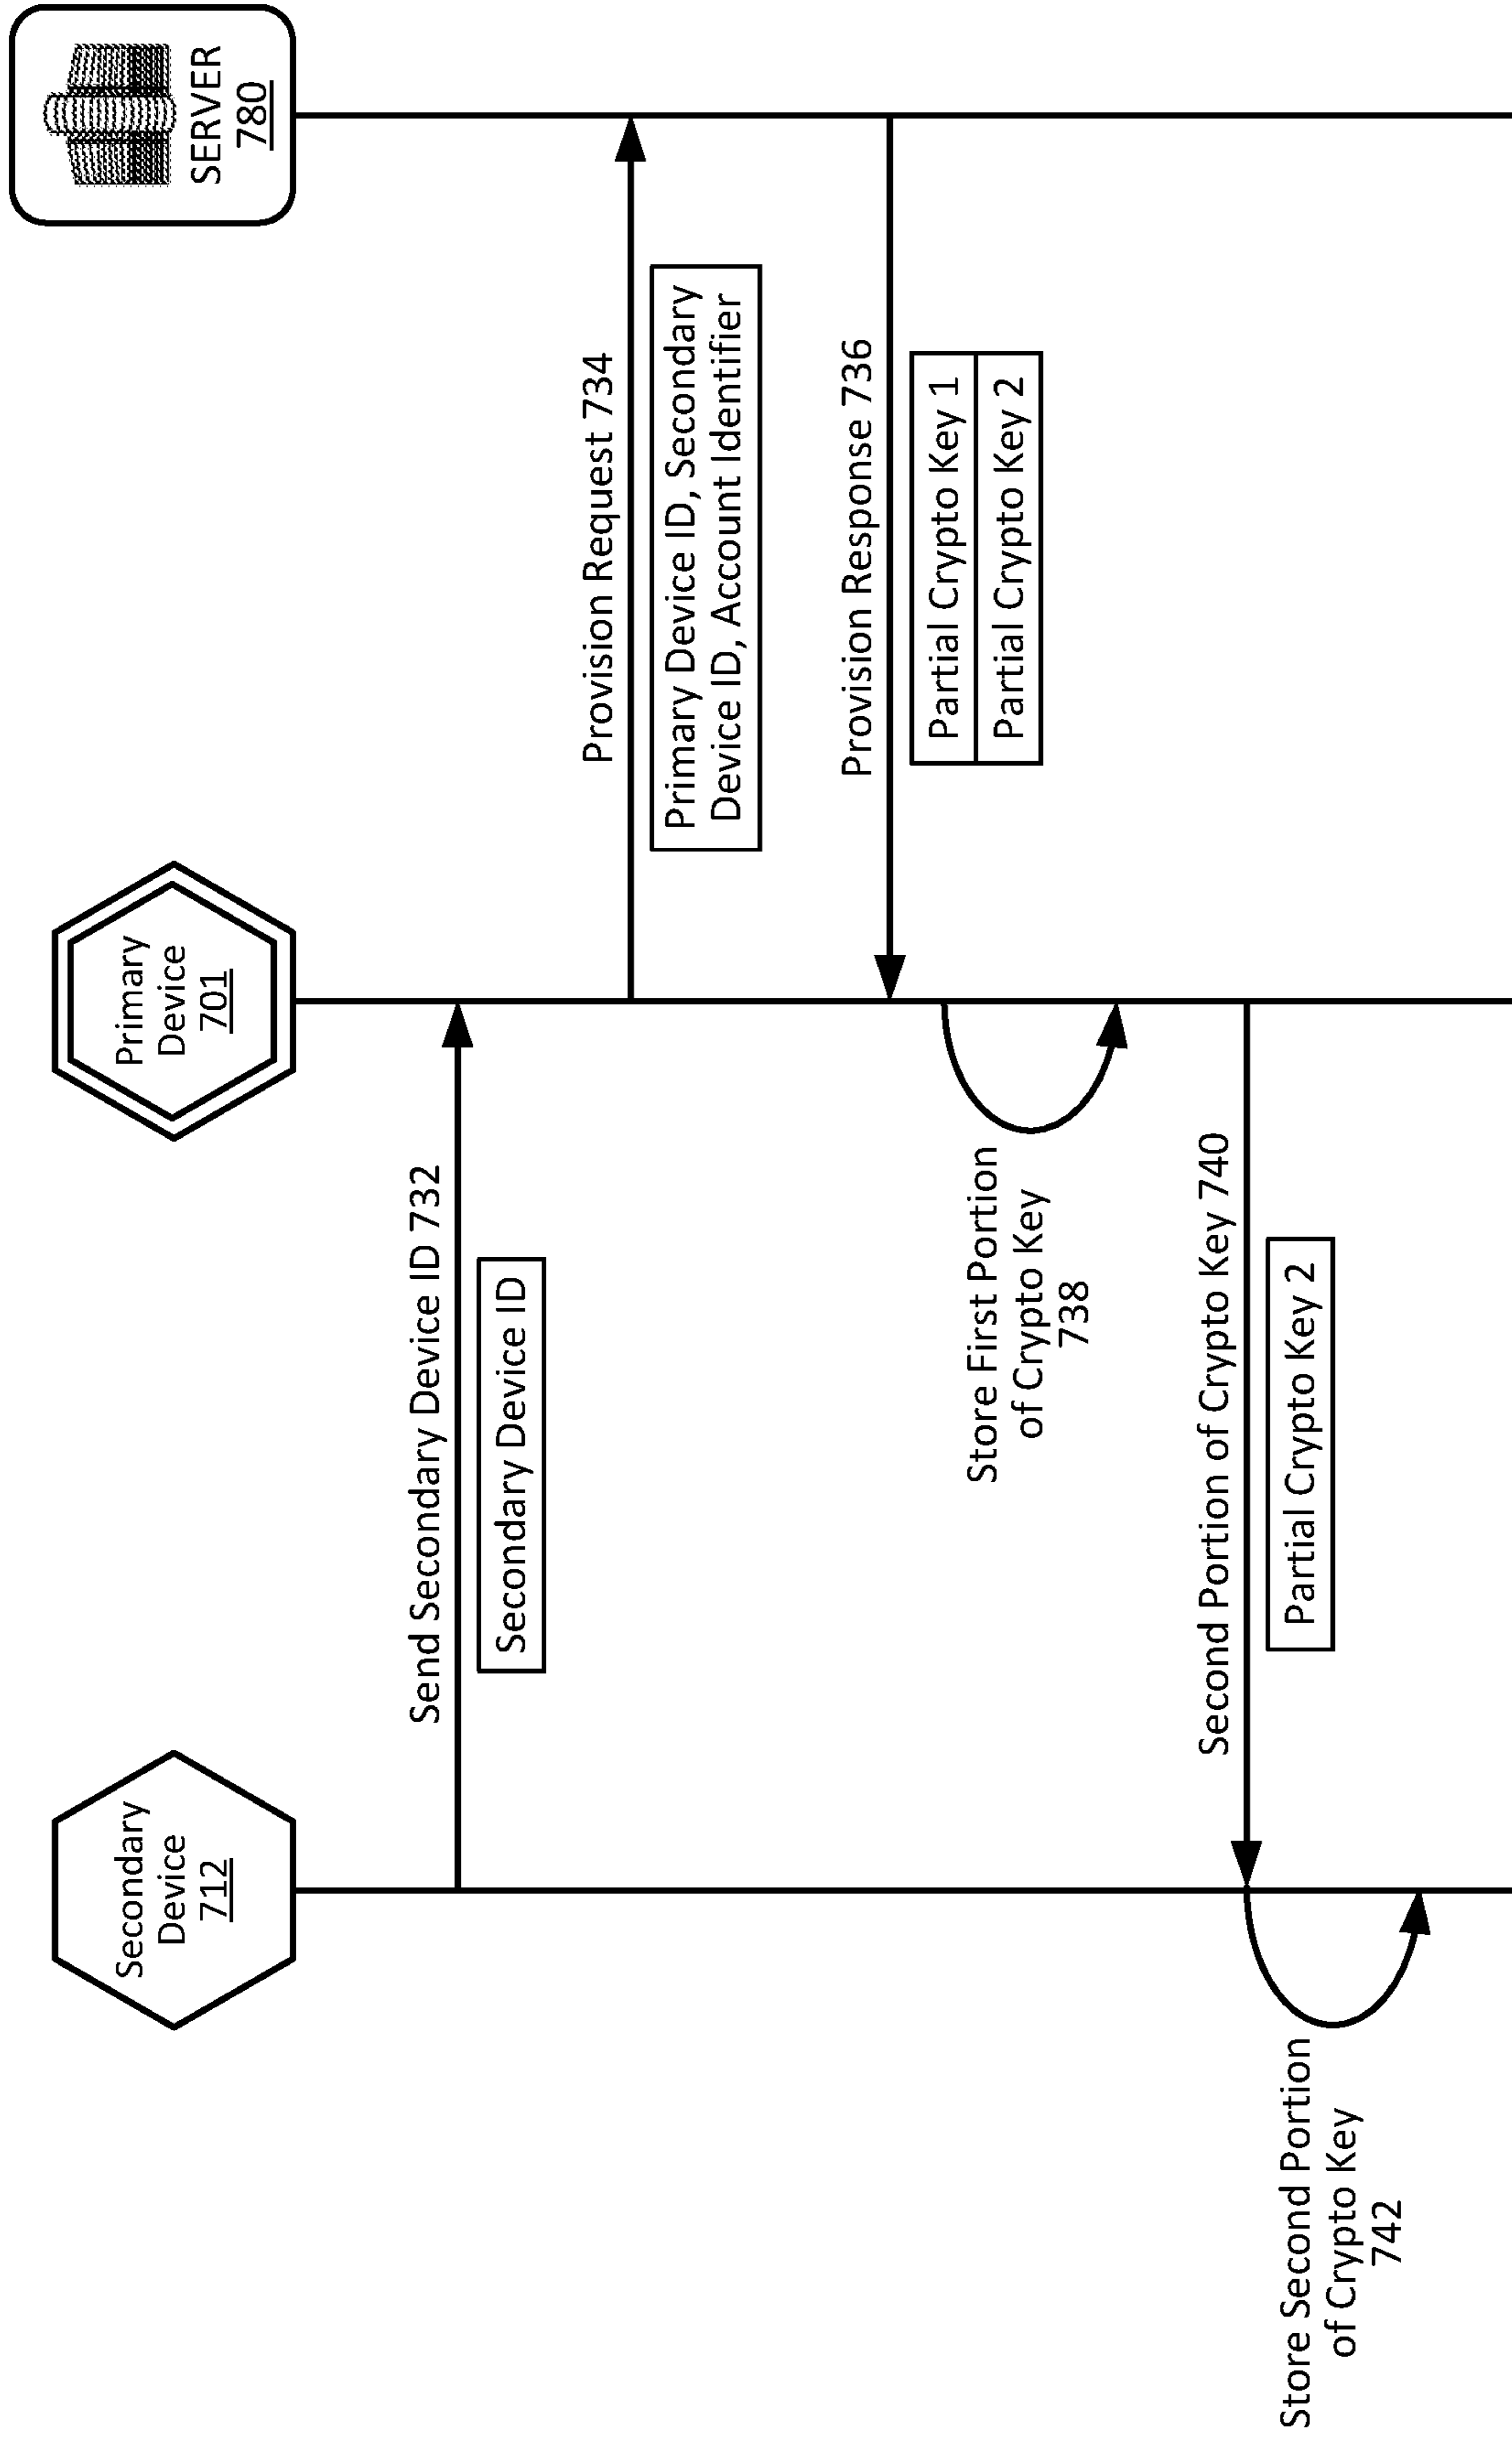 Secondary
Device
712
Primary
Device
701
SERVER
780
Send Secondary Device ID 732
Secondary Device ID
Provision Request 734
Primary Device ID, Secondary
Device ID, Account Identifier
Provision Response 736
Partial Crypto Key 1
Partial Crypto Key 2
Store First Portion
of Crypto Key
738
Second Portion of Crypto Key 740
Partial Crypto Key 2
Store Second Portion
of Crypto Key
742